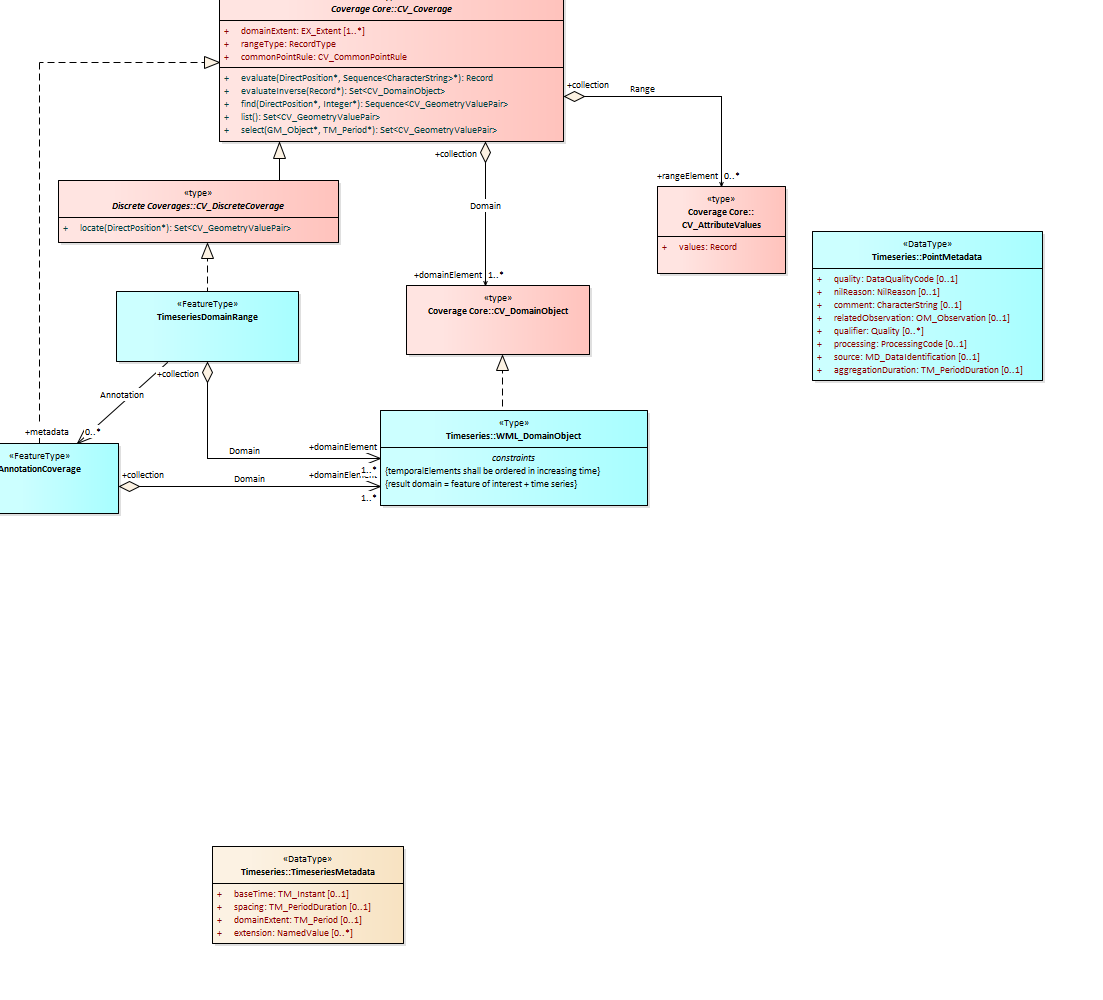 Coverage Core::CV_Coverage
+ domainExtent: EX_Extent [1..*]
+ rangeType: RecordType
+ commonPointRule: CV_CommonPointRule
+ evaluate(DirectPosition*, Sequence<CharacterString>*): Record
+ evaluateInverse(Record*): Set<CV_DomainObject>
+ find(DirectPosition*, Integer*): Sequence<CV_GeometryValuePair>
+ list(): Set<CV_GeometryValuePair>
+ select(GM_Object*, TM_Period*): Set<CV_GeometryValuePair>
+collection
Range
+collection
+rangeElement 0..*
«type»
Discrete Coverages::CV_DiscreteCoverage
+ locate(DirectPosition*): Set<CV_GeometryValuePair>
Domain
«type»
Coverage Core::
CV_AttributeValues
+ values: Record
«DataType»
Timeseries::PointMetadata
+ quality: DataQualityCode [0..1]
+ nilReason: NilReason [0..1]
+ comment: CharacterString [0..1]
+ relatedObservation: OM_Observation [0..1]
+ qualifier: Quality [0..*]
+ processing: ProcessingCode [0..1]
+ source: MD_DataIdentification [0..1]
+ aggregationDuration: TM_PeriodDuration [0..1]
+domainElement 1..*
«type»
Coverage Core::CV_DomainObject
«FeatureType»
TimeseriesDomainRange
+collection
Annotation
+metadata 0..*
«FeatureType»
AnnotationCoverage
+collection
Domain
+domainElement
1..*
Domain
+domainElem...
1..*
«Type»
Timeseries::WML_DomainObject
constraints
{temporalElements shall be ordered in increasing time}
{result domain = feature of interest + time series}
«DataType»
Timeseries::TimeseriesMetadata
+ baseTime: TM_Instant [0..1]
+ spacing: TM_PeriodDuration [0..1]
+ domainExtent: TM_Period [0..1]
+ extension: NamedValue [0..*]